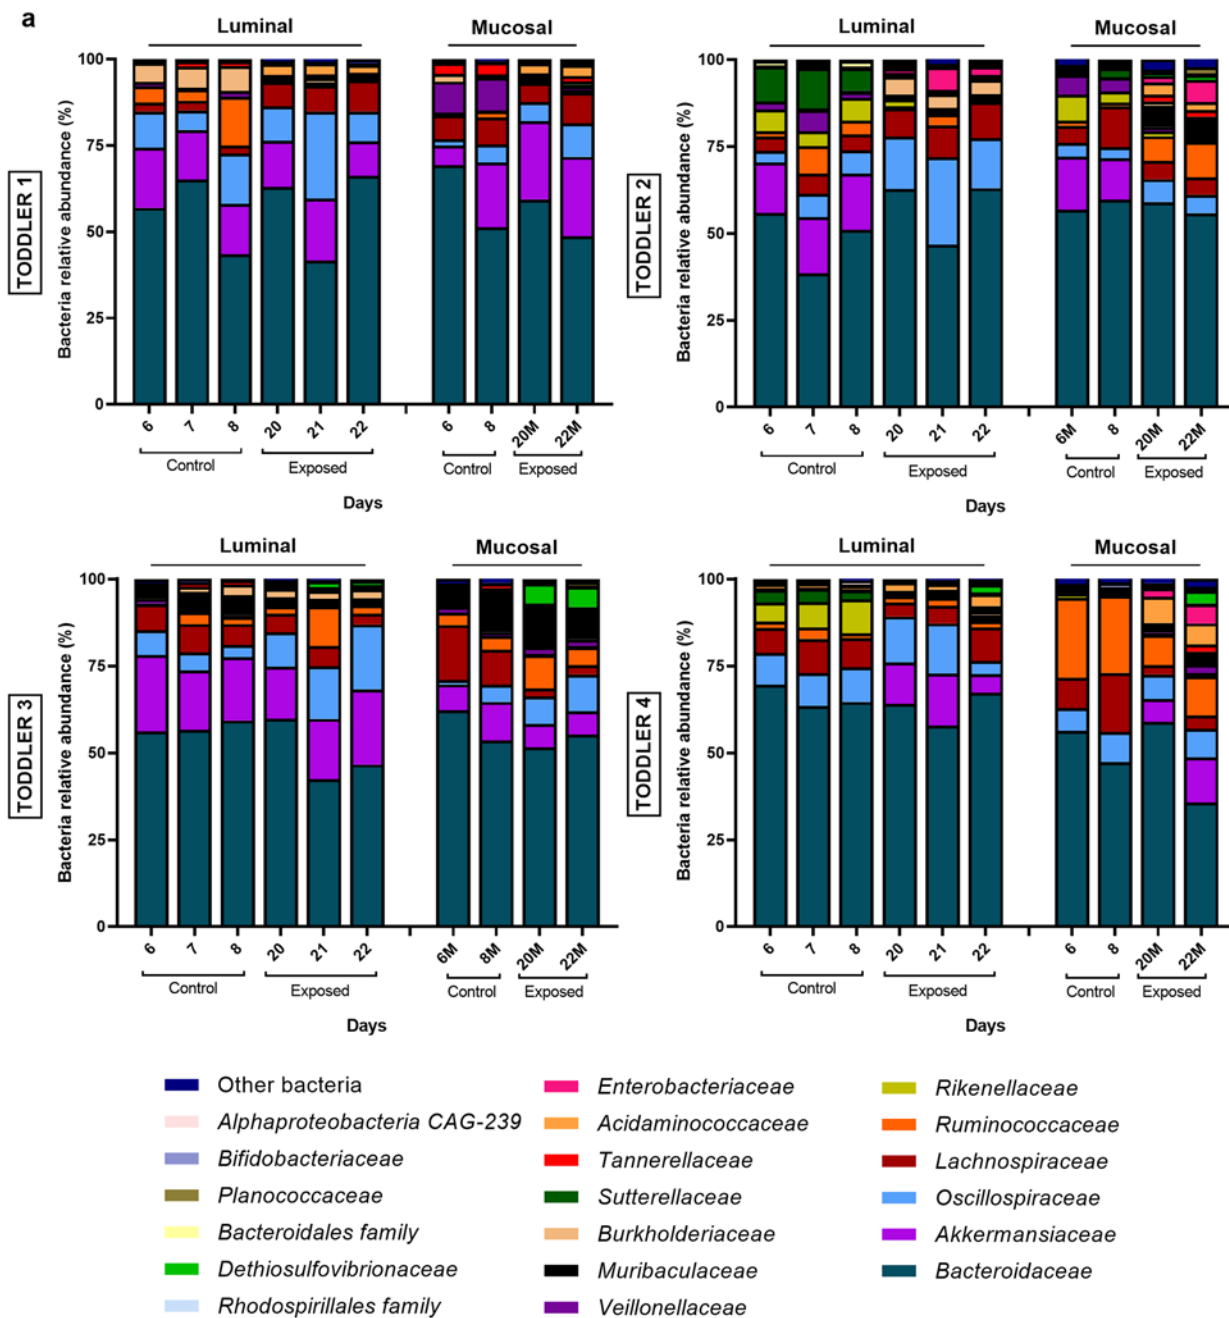 a
Luminal
Mucosal
TODDLER 1
Bacteria relative abundance (%)
100
75
50
25
0
6
7
8
20
21
22
6
8
20M
22M
Control
Exposed
Control
Exposed
Days
Luminal
Mucosal
TODDLER 2
Bacteria relative abundance (%)
100
75
50
25
0
6
7
8
20
21
22
6M
8
20M
22M
Control
Exposed
Control
Exposed
Days
Luminal
Mucosal
TODDLER 3
Bacteria relative abundance (%)
100
75
50
25
0
6
7
8
20
21
22
6M
8M
20M
22M
Control
Exposed
Control
Exposed
Days
Luminal
Mucosal
TODDLER 4
Bacteria relative abundance (%)
100
75
50
25
0
6
7
8
20
21
22
6
8
20M
22M
Control
Exposed
Control
Exposed
Days
Other bacteria
Alphaproteobacteria CAG-239
Bifidobacteriaceae
Planococcaceae
Bacteroidales family
Dethiosulfovibrionaceae
Rhodospirillales family
Enterobacteriaceae
Acidaminococcaceae
Tannerellaceae
Sutterellaceae
Burkholderiaceae
Muribaculaceae
Veillonellaceae
Rikenellaceae
Ruminococcaceae
Lachnospiraceae
Oscillospiraceae
Akkermansiaceae
Bacteroidaceae